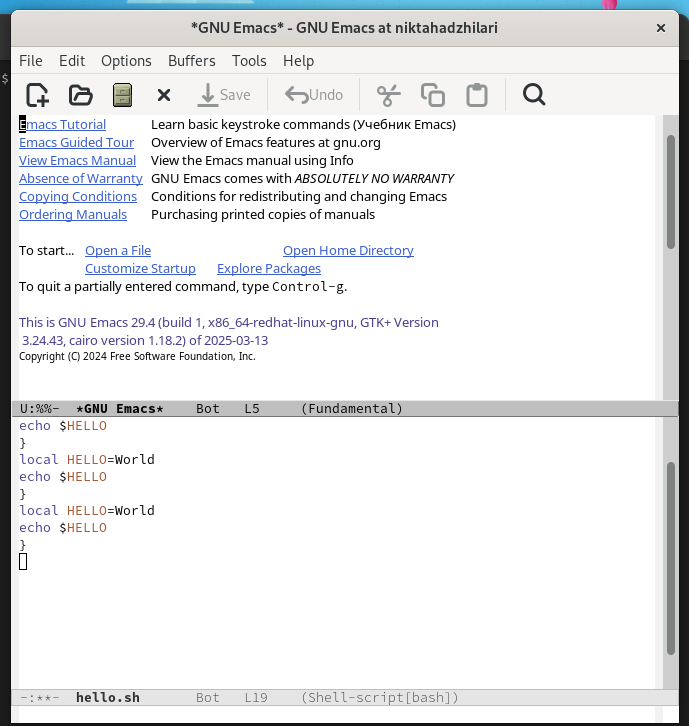 $
*GNU Emacs* - GNU Emacs at niktahadzhilari
File Edit Options Buffers Tools Help
Save Undo
Emacs Tutorial Learn basic keystroke commands (Учебник Emacs)
Emacs Guided Tour Overview of Emacs features at gnu.org
View Emacs Manual View the Emacs manual using Info
Absence of Warranty GNU Emacs comes with ABSOLUTELY NO WARRANTY
Copying Conditions Conditions for redistributing and changing Emacs
Ordering Manuals Purchasing printed copies of manuals
To start... Open a File Open Home Directory
Customize Startup Explore Packages
To quit a partially entered command, type Control-g.
This is GNU Emacs 29.4 (build 1, x86_64-redhat-linux-gnu, GTK+ Version
3.24.43, cairo version 1.18.2) of 2025-03-13
Copyright (C) 2024 Free Software Foundation, Inc.
U:%%- *GNU Emacs* Bot L5 (Fundamental)
echo $HELLO
}
local HELLO=World
echo $HELLO
}
local HELLO=World
echo $HELLO
}
-:**- hello.sh Bot L19 (Shell-script[bash])